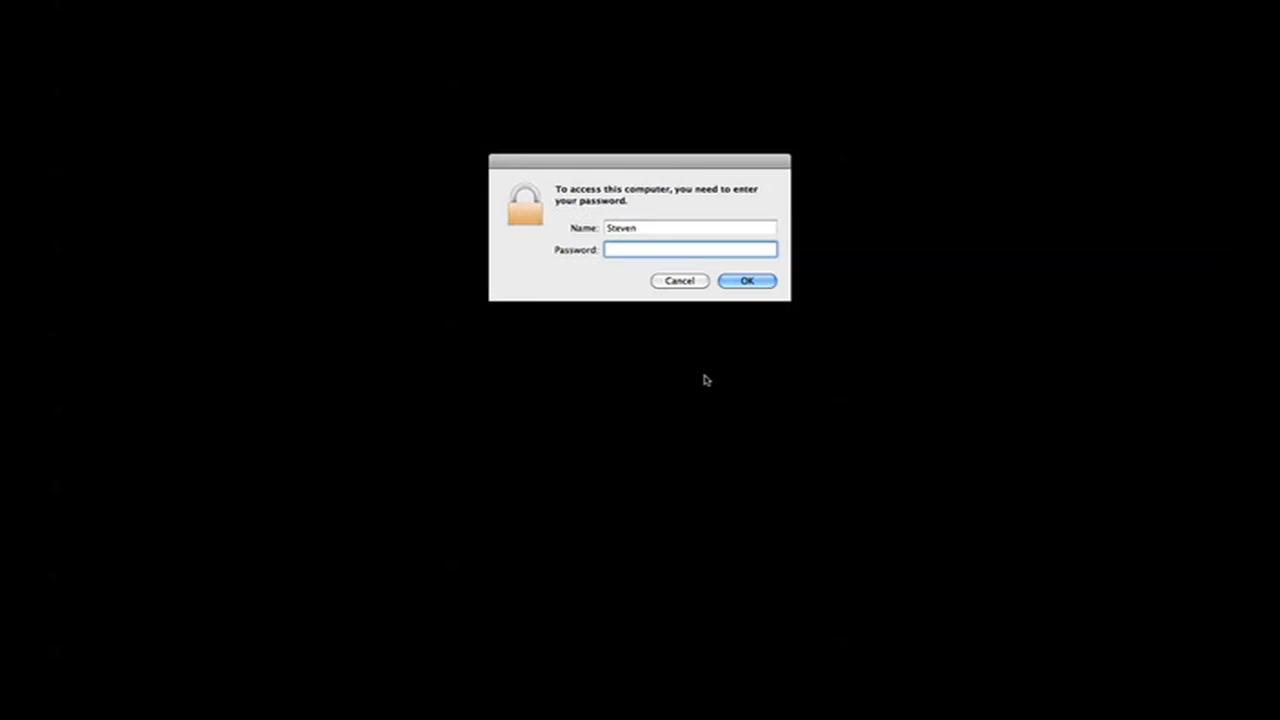 To access this computer, you need to enter
your password.
Name: Steven
Password:
Cancel OK